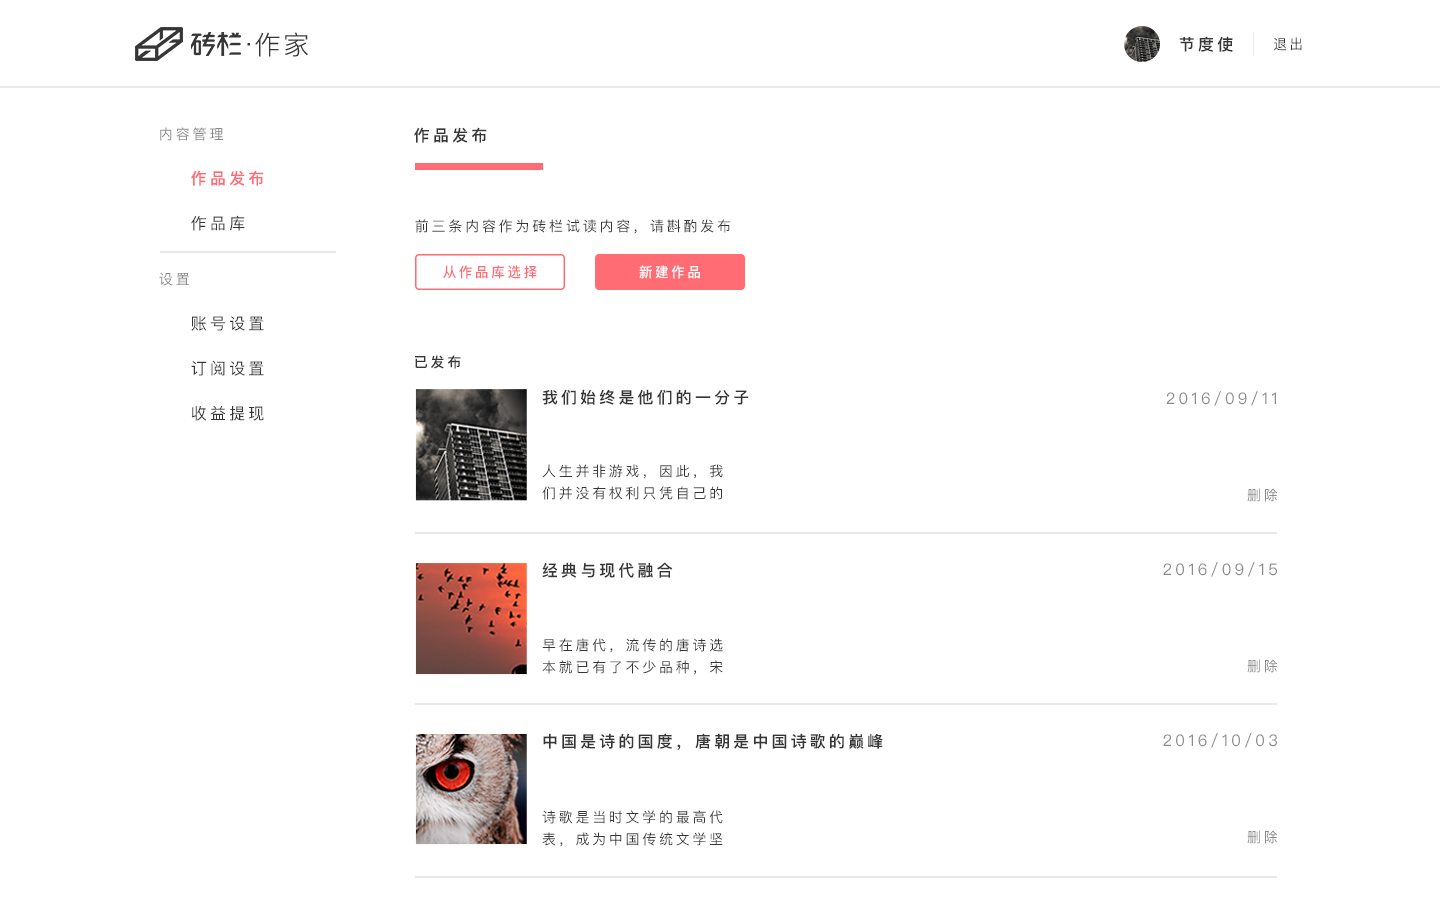 砖栏·作家
节度使
退出
内容管理
作品发布
作品库
设置
账号设置
订阅设置
收益提现
作品发布
前三条内容作为砖栏试读内容，请斟酌发布
从作品库选择
新建作品
已发布
我们始终是他们的一分子
2016/09/11
人生并非游戏，因此，我
们并没有权利只凭自己的
删除
经典与现代融合
2016/09/15
早在唐代，流传的唐诗选
本就已有了不少品种，宋
删除
中国是诗的国度，唐朝是中国诗歌的巅峰
2016/10/03
诗歌是当时文学的最高代
表，成为中国传统文学坚
删除